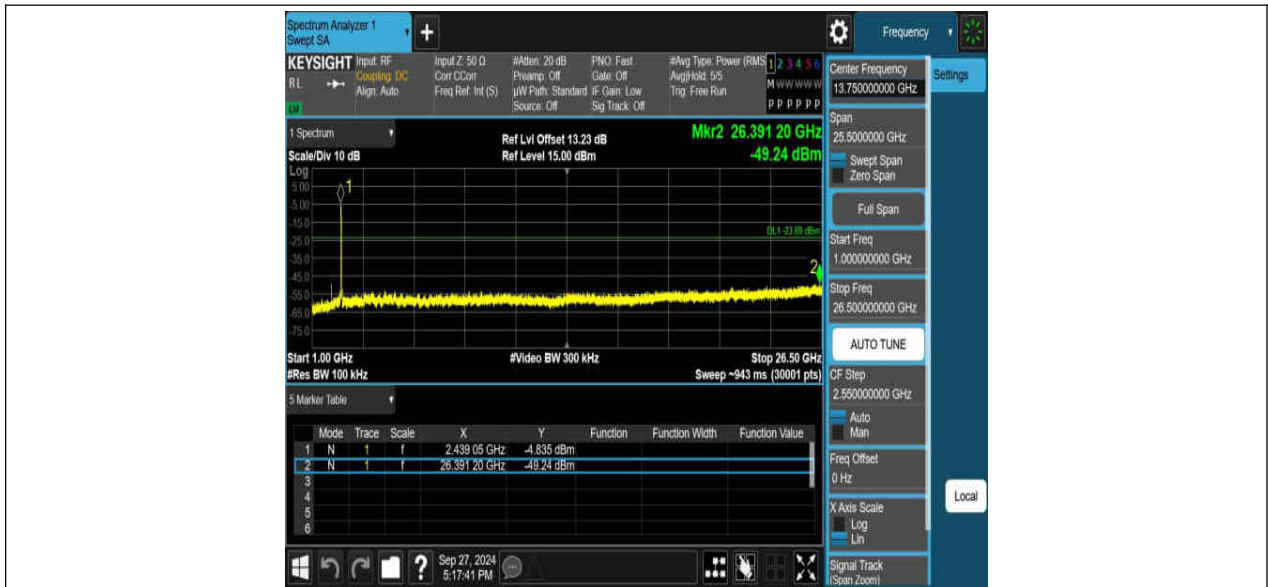 Spectrum Analyzer 1
Swept SA
+
Frequency
KEYSIGHT
RL
LXI
Input: RF
Coupling: DC
Align: Auto
Input Z: 50 Ω
Corr CCorr
Freq Ref: Int (S)
#Atten: 20 dB
Preamp: Off
µW Path: Standard
Source: Off
PNO: Fast
Gate: Off
IF Gain: Low
Sig Track: Off
#Avg Type: Power (RMS
Avg|Hold: 5/5
Trig: Free Run
1 2 3 4 5 6
M W W W W W
P P P P P P
Center Frequency
13.750000000 GHz
Settings
1 Spectrum
Scale/Div 10 dB
Ref Lvl Offset 13.23 dB
Ref Level 15.00 dBm
Mkr2 26.391 20 GHz
-49.24 dBm
Log
5.00
-5.00
-15.0
-25.0
-35.0
-45.0
-55.0
-65.0
-75.0
1
2
Start 1.00 GHz
#Res BW 100 kHz
#Video BW 300 kHz
Stop 26.50 GHz
Sweep ~943 ms (30001 pts)
Span
25.5000000 GHz
Swept Span
Zero Span
Full Span
Start Freq
1.000000000 GHz
Stop Freq
26.500000000 GHz
AUTO TUNE
CF Step
2.550000000 GHz
Auto
Man
Freq Offset
0 Hz
X Axis Scale
Log
Lin
Signal Track
(Span Zoom)
Local
5 Marker Table
Mode Trace Scale X Y Function Function Width Function Value
1 N 1 f 2.439 05 GHz -4.835 dBm
2 N 1 f 26.391 20 GHz -49.24 dBm
3
4
5
6
?
Sep 27, 2024
5:17:41 PM